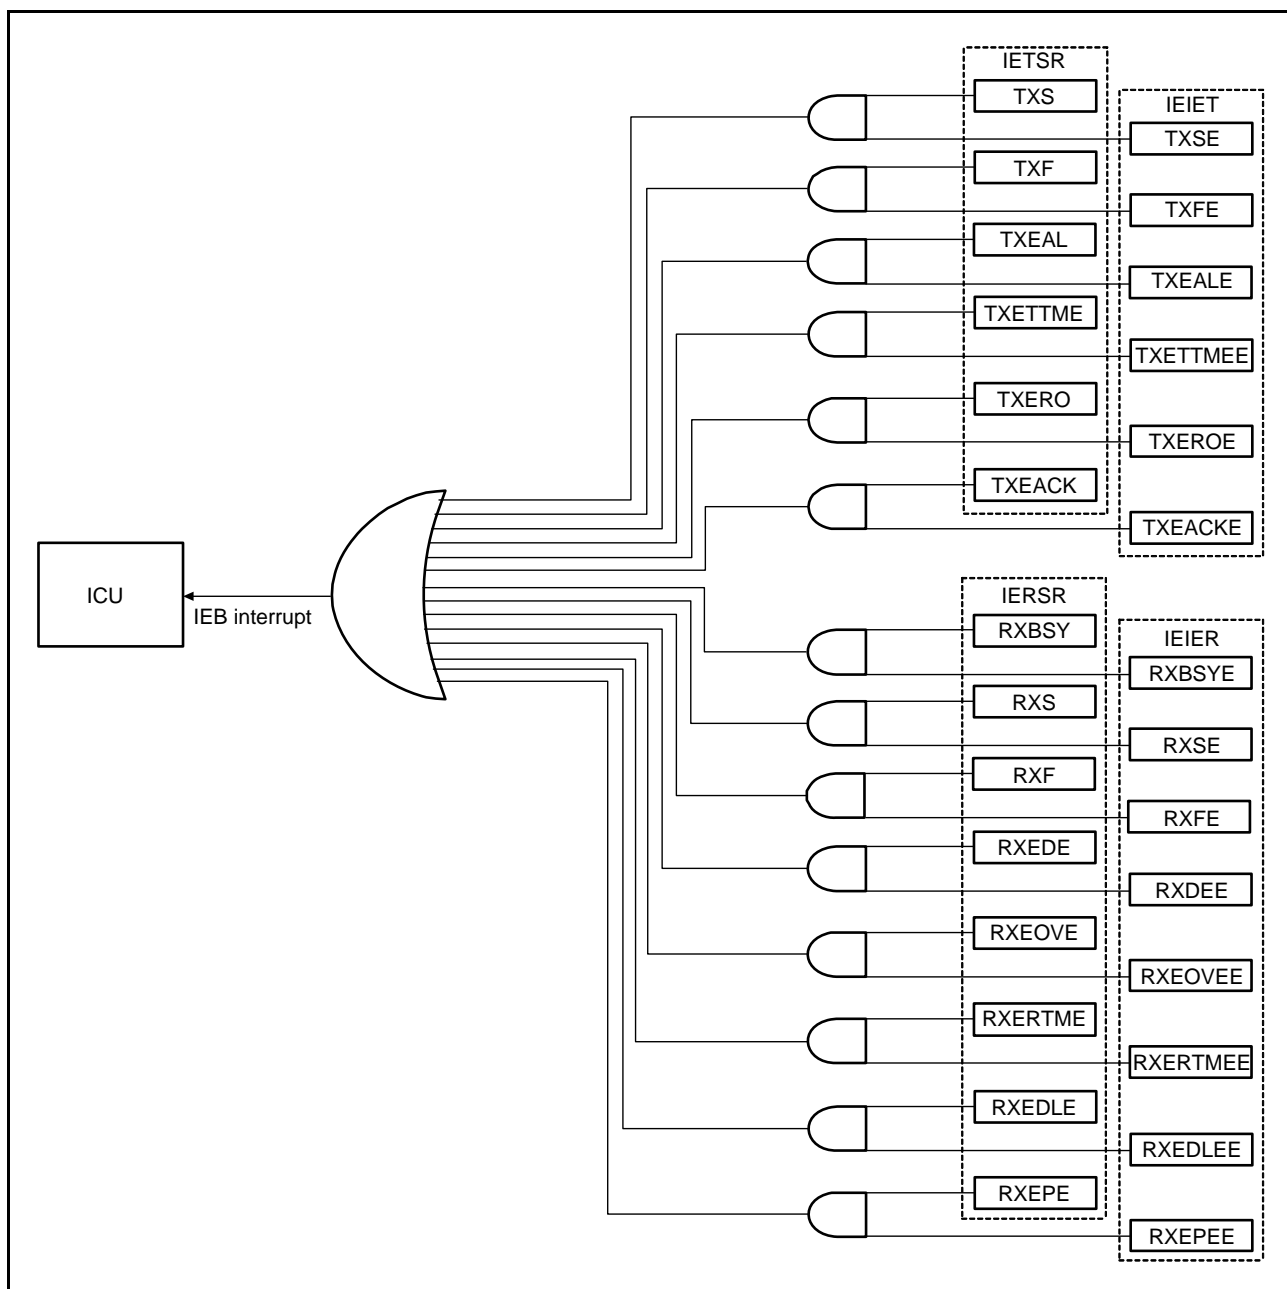 IETSR
TXS
IEIET
TXSE
TXF
TXFE
TXEAL
TXEALE
TXETTME
TXETTMEE
TXERO
TXEROE
TXEACK
TXEACKE
ICU
IEB interrupt
IERSR
RXBSY
IEIER
RXBSYE
RXS
RXSE
RXF
RXFE
RXEDE
RXDEE
RXEOVE
RXEOVEE
RXERTME
RXERTMEE
RXEDLE
RXEDLEE
RXEPE
RXEPEE